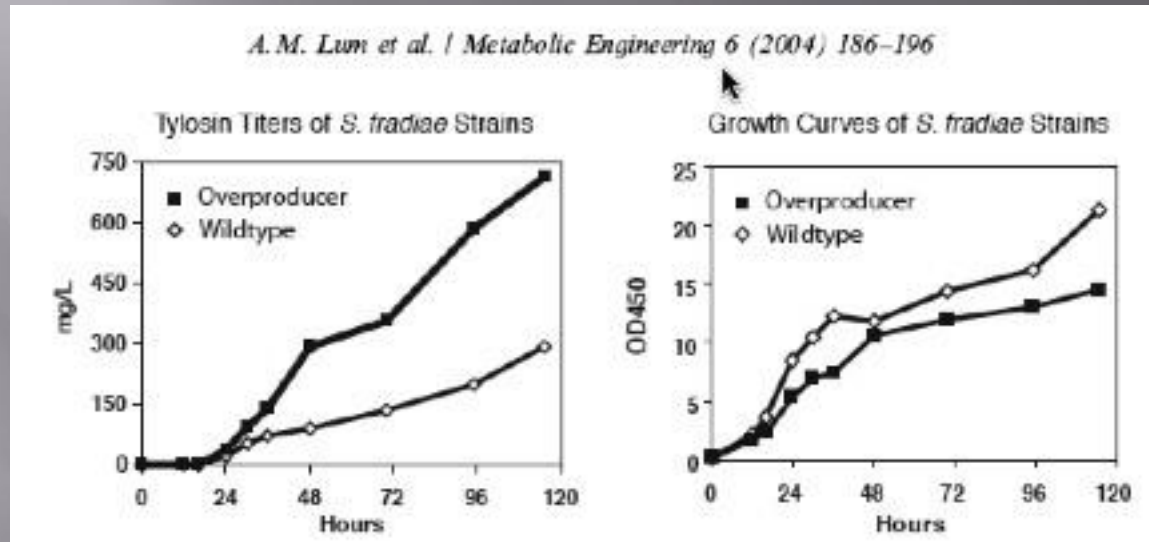 A. M. Lum et al. / Metabolic Engineering 6 (2004) 186–196
Tylosin Titers of S. fradiae Strains
750
600
450
300
150
0
mg/L
Overproducer
Wildtype
0 24 48 72 96 120
Hours
Growth Curves of S. fradiae Strains
25
20
15
10
5
0
OD450
Overproducer
Wildtype
0 24 48 72 96 120
Hours